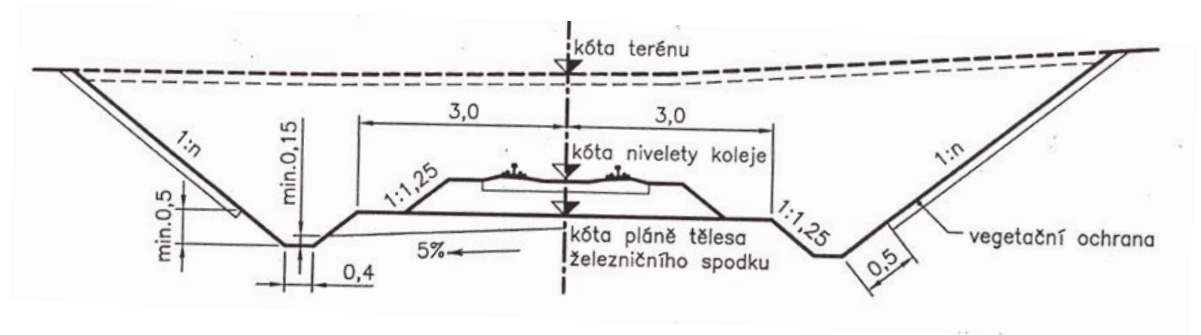 kóta terénu
3,0
3,0
min.0,15
1:n
kóta nivelety koleje
1:n
1:1,25
1:1,25
min.0,5
kóta pláně tělesa
železničního spodku
5%
vegetační ochrana
0,4
0,5